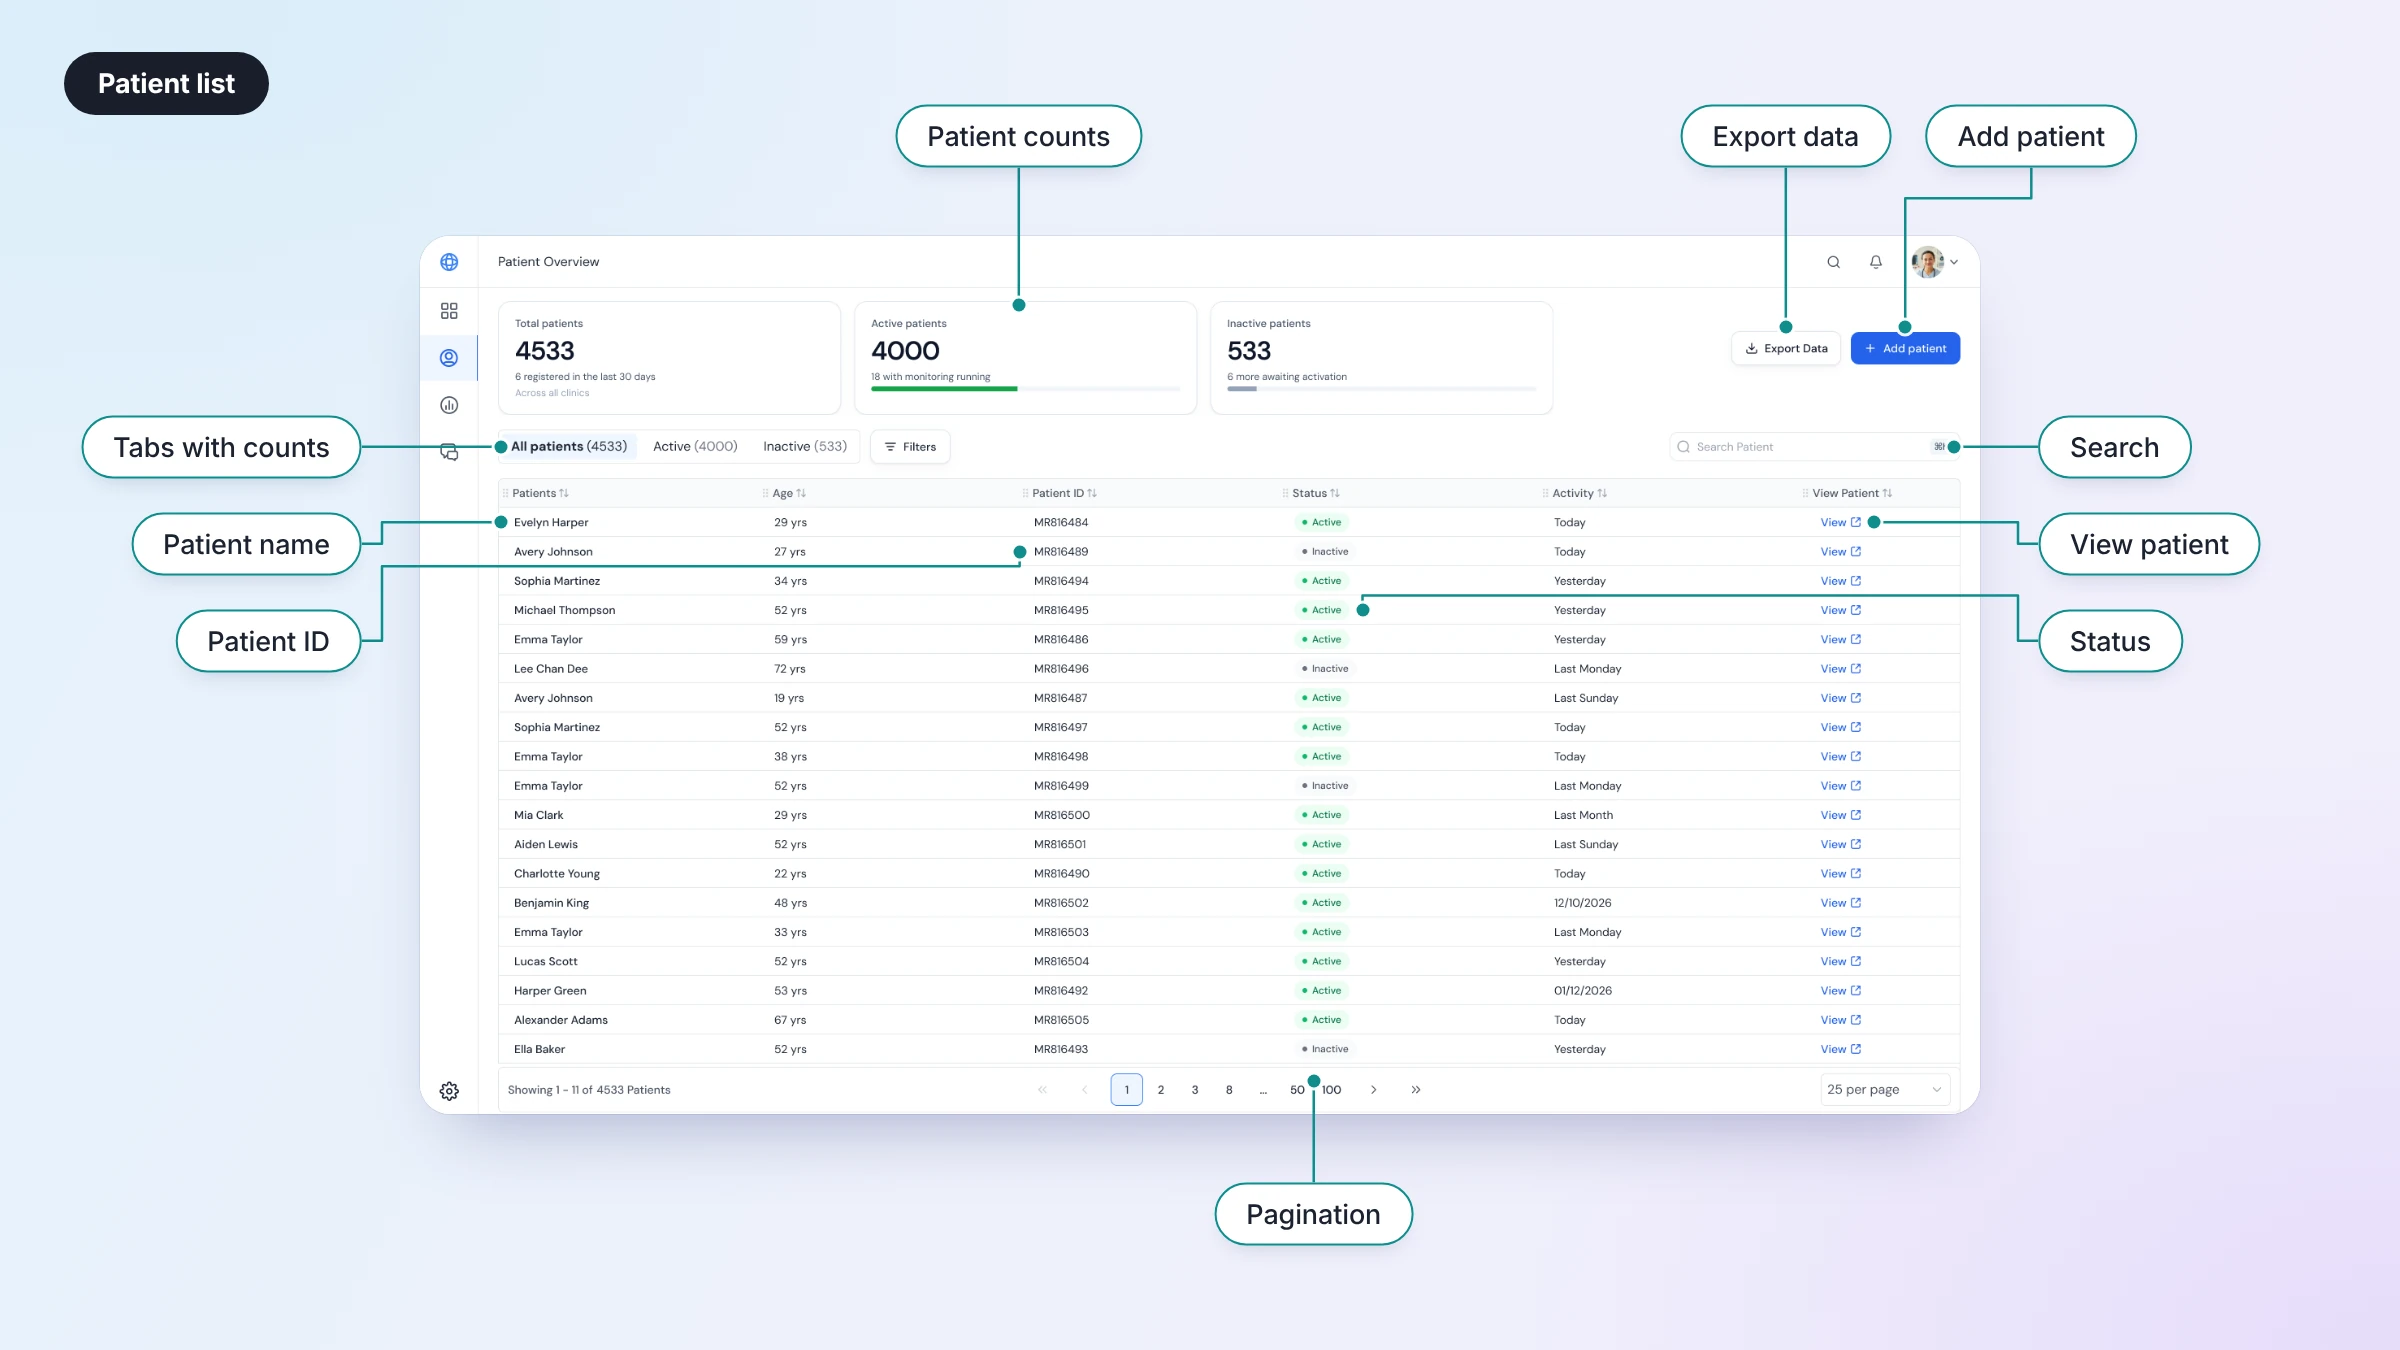 Patient list
Patient counts
Export data
Add patient
Patient Overview
Total patients
4533
6 registered in the last 30 days
Across all clinics
Active patients
4000
18 with monitoring running
Inactive patients
533
6 more awaiting activation
Export Data
+ Add patient
Tabs with counts
All patients (4533) Active (4000) Inactive (533) Filters
Search Patient
Search
Patients Age Patient ID Status Activity View Patient
Evelyn Harper 29 yrs MR816484 Active Today View
Patient name
View patient
Avery Johnson 27 yrs MR816489 Inactive Today View
Sophia Martinez 34 yrs MR816494 Active Yesterday View
Michael Thompson 52 yrs MR816495 Active Yesterday View
Patient ID
Status
Emma Taylor 59 yrs MR816486 Active Yesterday View
Lee Chan Dee 72 yrs MR816496 Inactive Last Monday View
Avery Johnson 19 yrs MR816487 Active Last Sunday View
Sophia Martinez 52 yrs MR816497 Active Today View
Emma Taylor 38 yrs MR816498 Active Today View
Emma Taylor 52 yrs MR816499 Inactive Last Monday View
Mia Clark 29 yrs MR816500 Active Last Month View
Aiden Lewis 52 yrs MR816501 Active Last Sunday View
Charlotte Young 22 yrs MR816490 Active Today View
Benjamin King 48 yrs MR816502 Active 12/10/2026 View
Emma Taylor 33 yrs MR816503 Active Last Monday View
Lucas Scott 52 yrs MR816504 Active Yesterday View
Harper Green 53 yrs MR816492 Active 01/12/2026 View
Alexander Adams 67 yrs MR816505 Active Today View
Ella Baker 52 yrs MR816493 Inactive Yesterday View
Showing 1 - 11 of 4533 Patients
1 2 3 8 ... 50 100
25 per page
Pagination